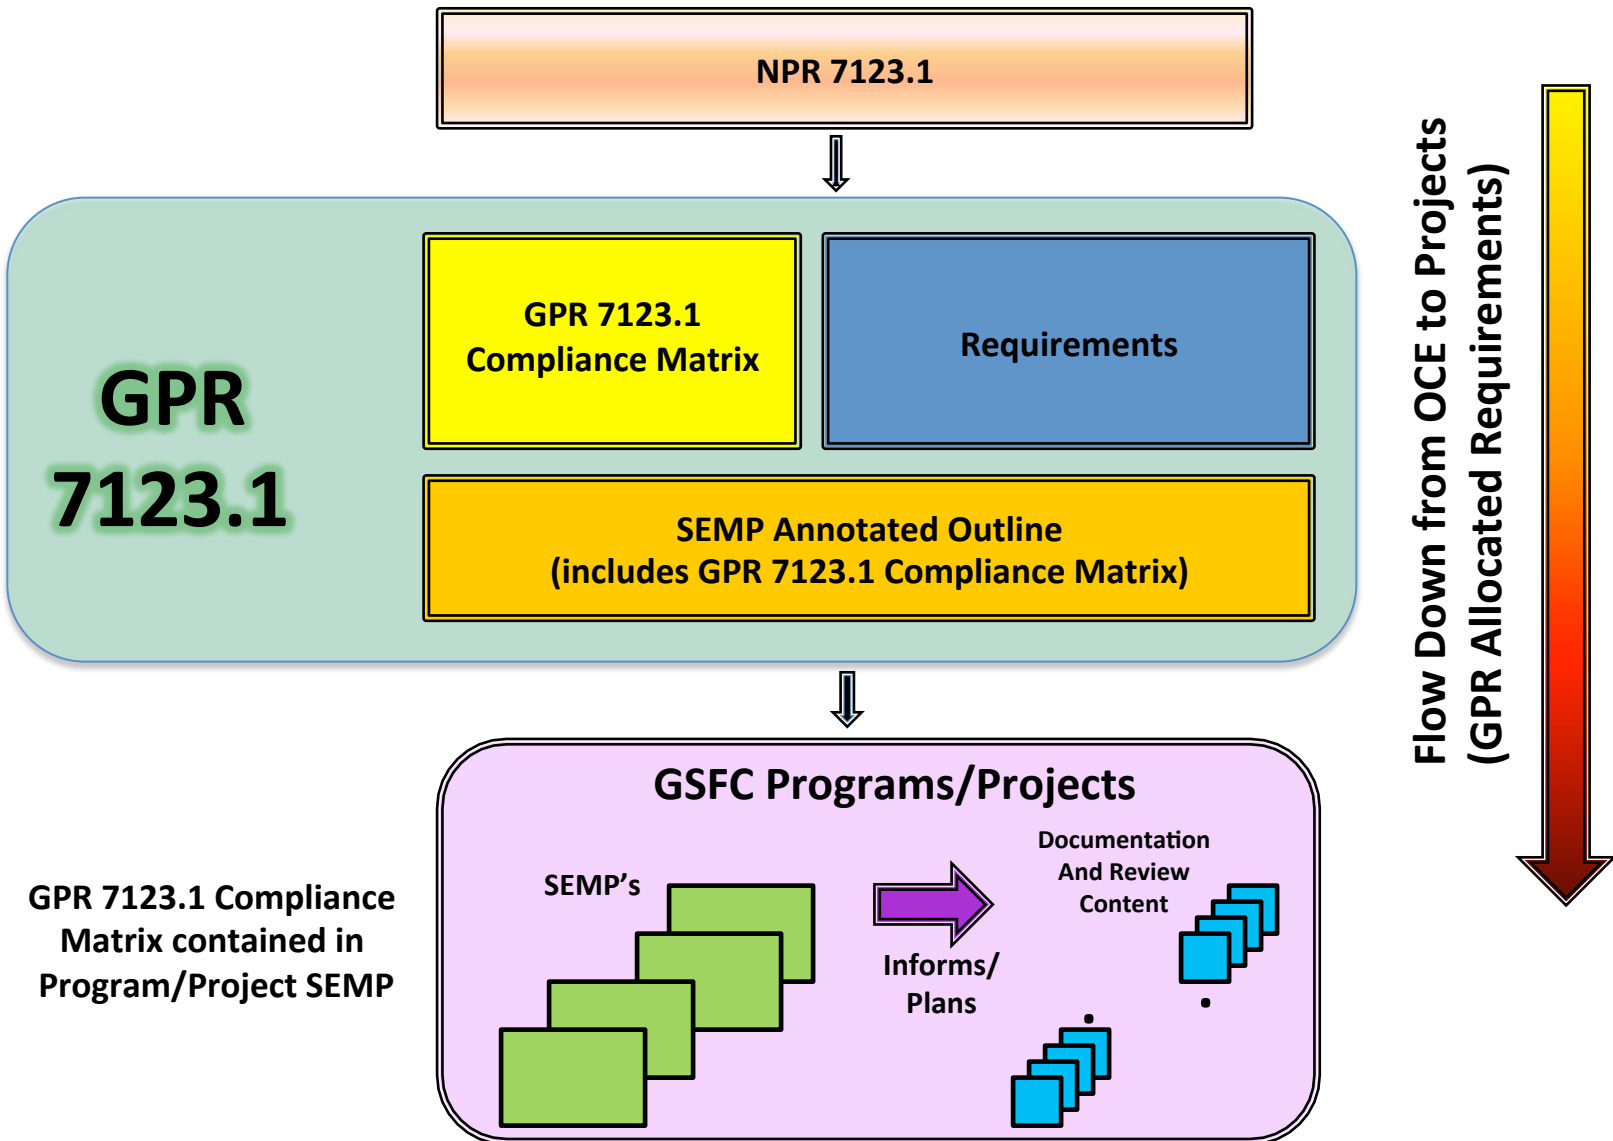 NPR 7123.1
GPR
7123.1
GPR 7123.1
Compliance Matrix
Requirements
SEMP Annotated Outline
(includes GPR 7123.1 Compliance Matrix)
Flow Down from OCE to Projects
(GPR Allocated Requirements)
GSFC Programs/Projects
SEMP's
Informs/
Plans
Documentation
And Review
Content
GPR 7123.1 Compliance
Matrix contained in
Program/Project SEMP